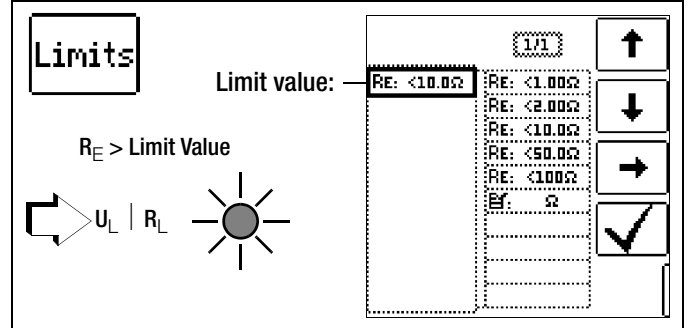 Limits
1/1
Limit value:
RE: <10.0Ω
RE: <1.00Ω
RE: <2.00Ω
RE: <10.0Ω
RE: <50.0Ω
RE: <100Ω
Ω
RE > Limit Value
UL | RL